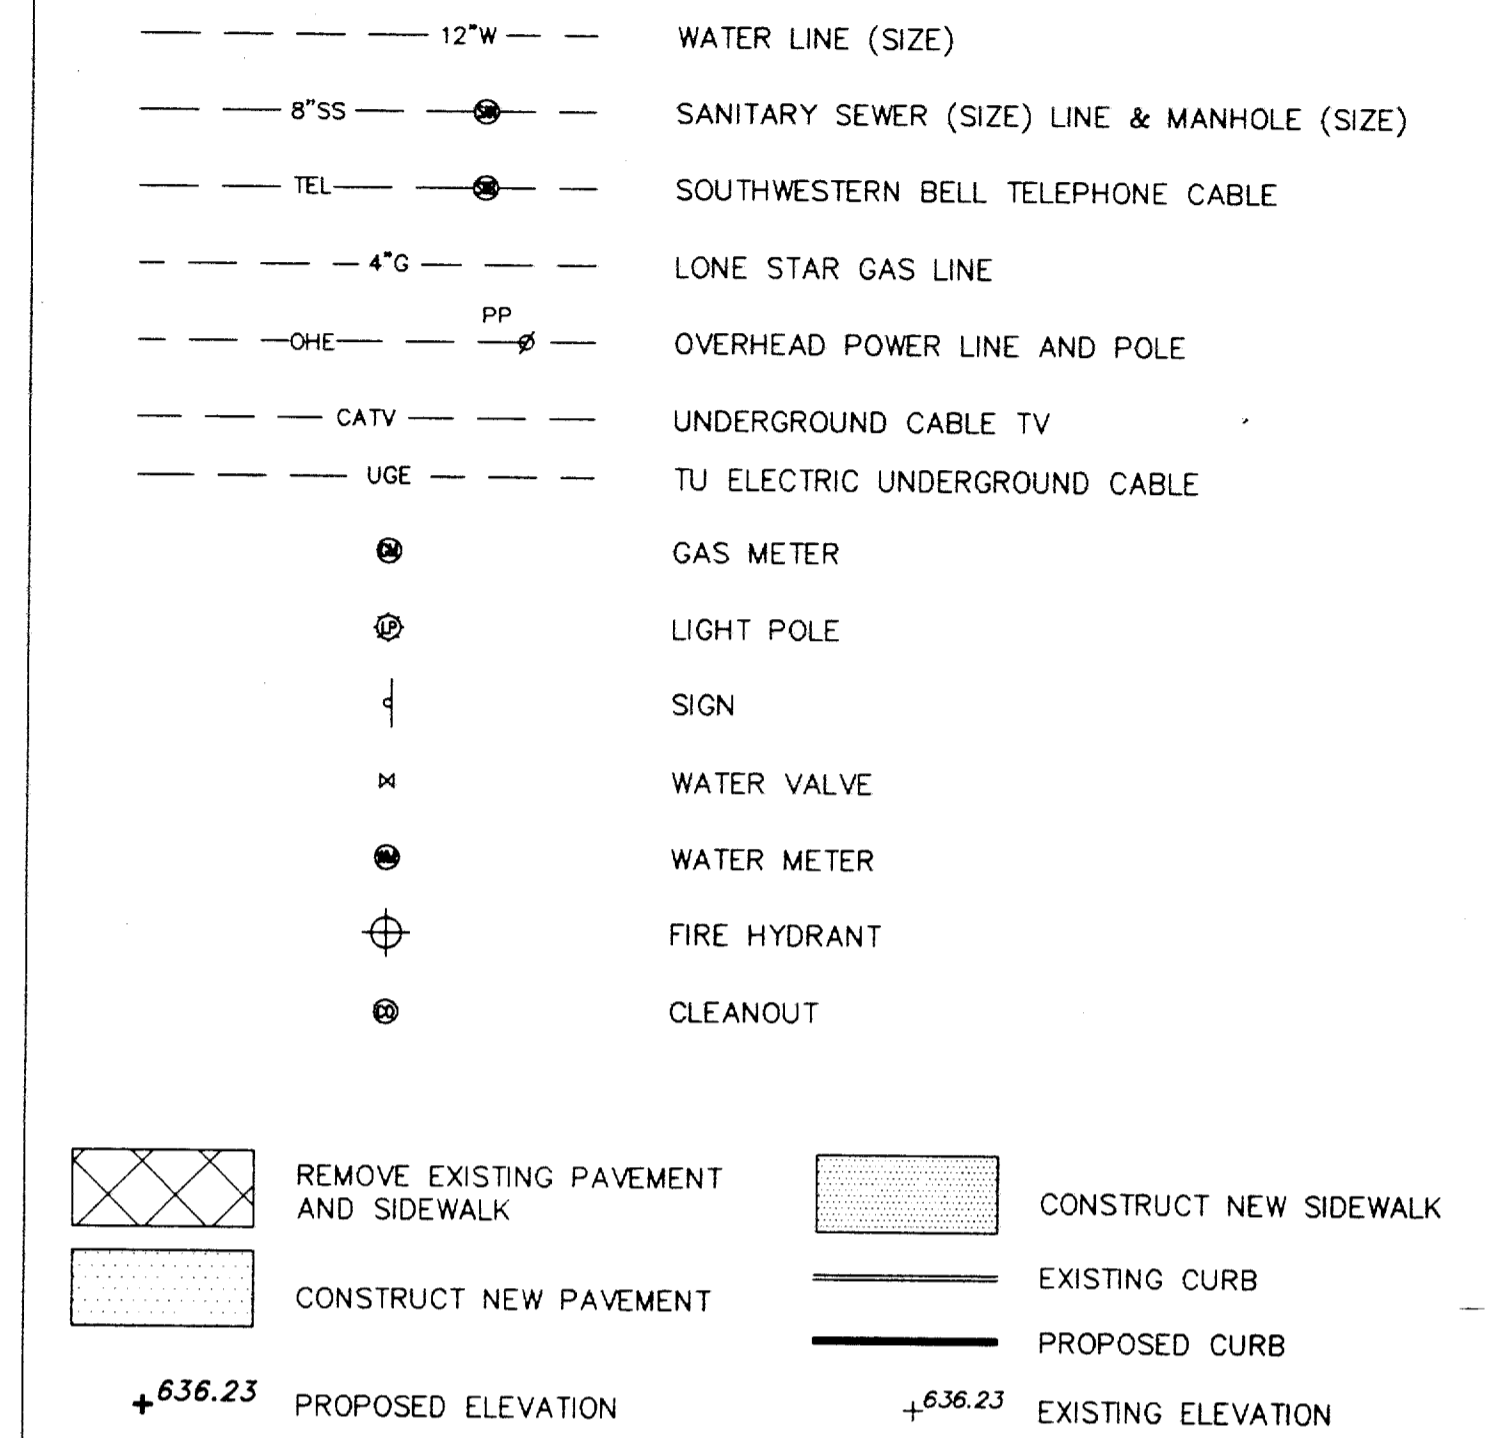 12"W WATER LINE (SIZE)
8"SS SANITARY SEWER (SIZE) LINE & MANHOLE (SIZE)
TEL SOUTHWESTERN BELL TELEPHONE CABLE
4"G LONE STAR GAS LINE
PP
OHE OVERHEAD POWER LINE AND POLE
CATV UNDERGROUND CABLE TV
UGE TU ELECTRIC UNDERGROUND CABLE
GM GAS METER
LP LIGHT POLE
SIGN
WATER VALVE
WATER METER
FIRE HYDRANT
CO CLEANOUT
REMOVE EXISTING PAVEMENT
AND SIDEWALK
CONSTRUCT NEW PAVEMENT
+636.23 PROPOSED ELEVATION
CONSTRUCT NEW SIDEWALK
EXISTING CURB
PROPOSED CURB
+636.23 EXISTING ELEVATION